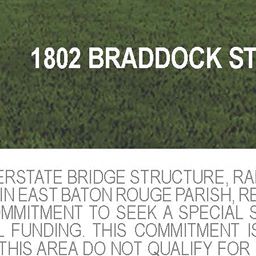 1802 BRADDOCK ST
ERSTATE BRIDGE STRUCTURE, RA
IN EAST BATON ROUGE PARISH, RE
MMITMENT TO SEEK A SPECIAL S
L FUNDING. THIS COMMITMENT IS
THIS AREA DO NOT QUALIFY FOR